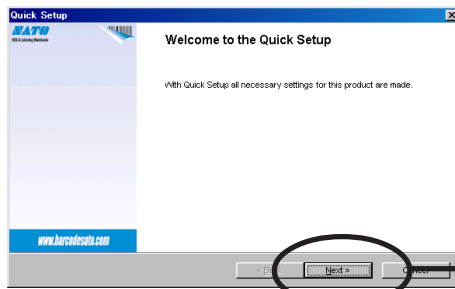 Quick Setup
SATO
Welcome to the Quick Setup
With Quick Setup all necessary settings for this product are made.
www.barcodesato.com
Next >
Cancel